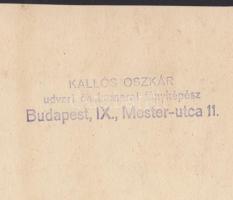 KALLÓS OSZKÁR
udvari és kamarai fényképész
Budapest, IX., Mester-utca 11.